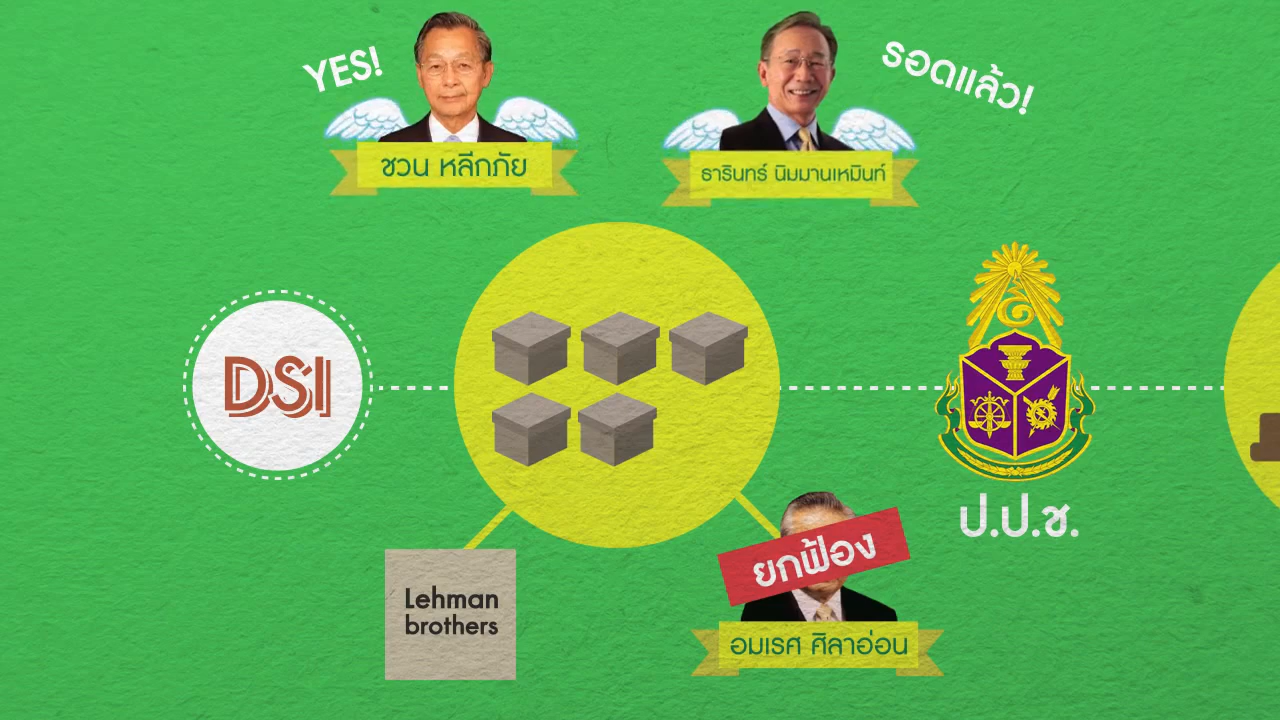 YES!
รอดแล้ว!
ชวน หลีกภัย
ธารินทร์ นิมมานเหมินท์
DSI
ป.ป.ช.
ยกฟ้อง
Lehman
brothers
อมเรศ ศิลาอ่อน